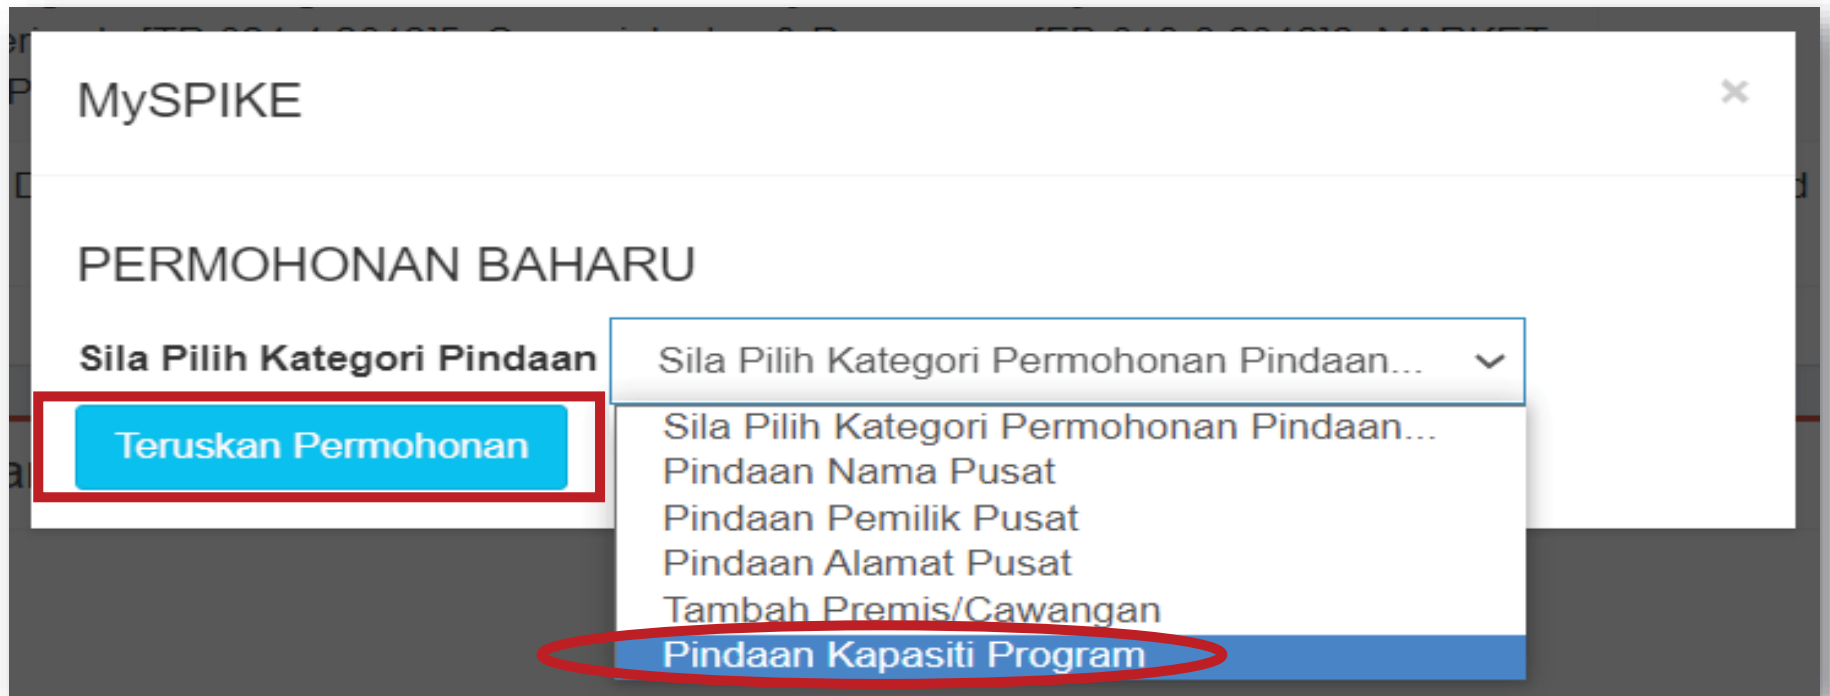 MySPIKE
×
PERMOHONAN BAHARU
Sila Pilih Kategori Pindaan
Sila Pilih Kategori Permohonan Pindaan...
Teruskan Permohonan
Sila Pilih Kategori Permohonan Pindaan...
Pindaan Nama Pusat
Pindaan Pemilik Pusat
Pindaan Alamat Pusat
Tambah Premis/Cawangan
Pindaan Kapasiti Program